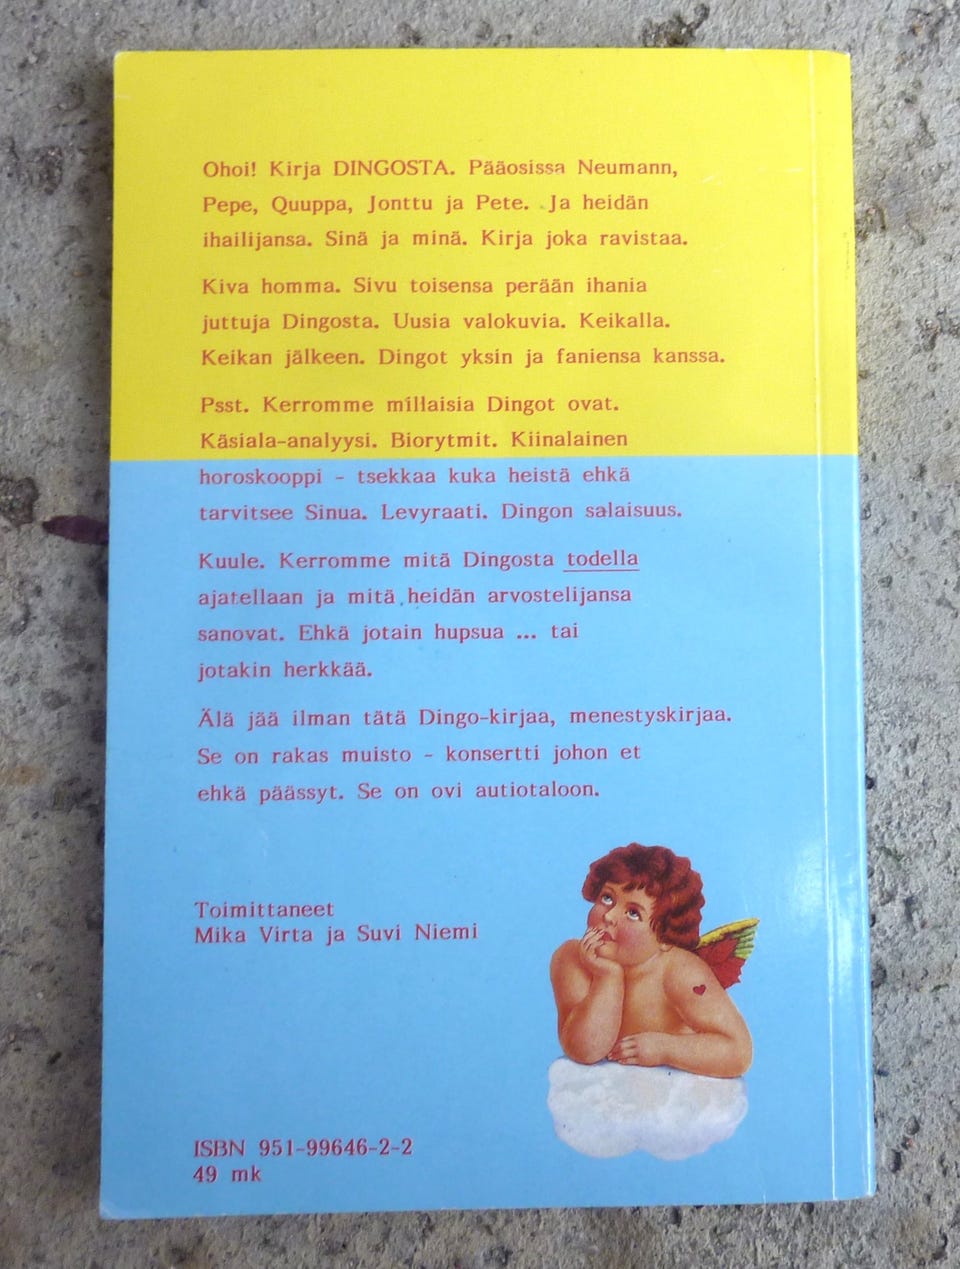 Ohoi! Kirja DINGOSTA. Pääosissa Neumann,
Pepe, Quuppa, Jonttu ja Pete. Ja heidän
ihailijansa. Sinä ja minä. Kirja joka ravistaa.
Kiva homma. Sivu toisensa perään ihania
juttuja Dingosta. Uusia valokuvia. Keikalla.
Keikan jälkeen. Dingot yksin ja faniensa kanssa.
Psst. Kerromme millaisia Dingot ovat.
Käsiala-analyysi. Biorytmit. Kiinalainen
horoskooppi - tsekkaa kuka heistä ehkä
tarvitsee Sinua. Levyraati. Dingon salaisuus.
Kuule. Kerromme mitä Dingosta todella
ajatellaan ja mitä heidän arvostelijansa
sanovat. Ehkä jotain hupsua ... tai
jotakin herkkää.
Älä jää ilman tätä Dingo-kirjaa, menestyskirjaa.
Se on rakas muisto - konsertti johon et
ehkä päässyt. Se on ovi autiotaloon.
Toimittaneet
Mika Virta ja Suvi Niemi
ISBN 951-99646-2-2
49 mk